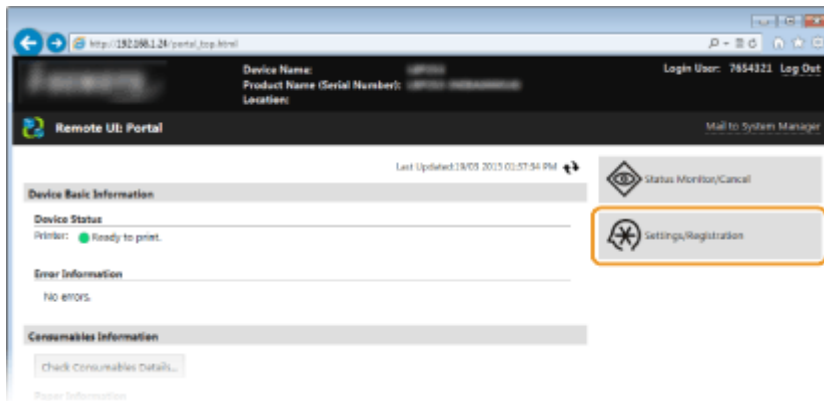 http://192.168.1.24/portal_top.html
Device Name:
Product Name (Serial Number):
Location:
Login User: 7654321 Log Out
Remote UI: Portal
Mail to System Manager
Last Updated:19/05 2015 01:57:54 PM
Status Monitor/Cancel
Device Basic Information
Device Status
Printer: Ready to print.
Settings/Registration
Error Information
No errors.
Consumables Information
Check Consumables Details...
Paper Information